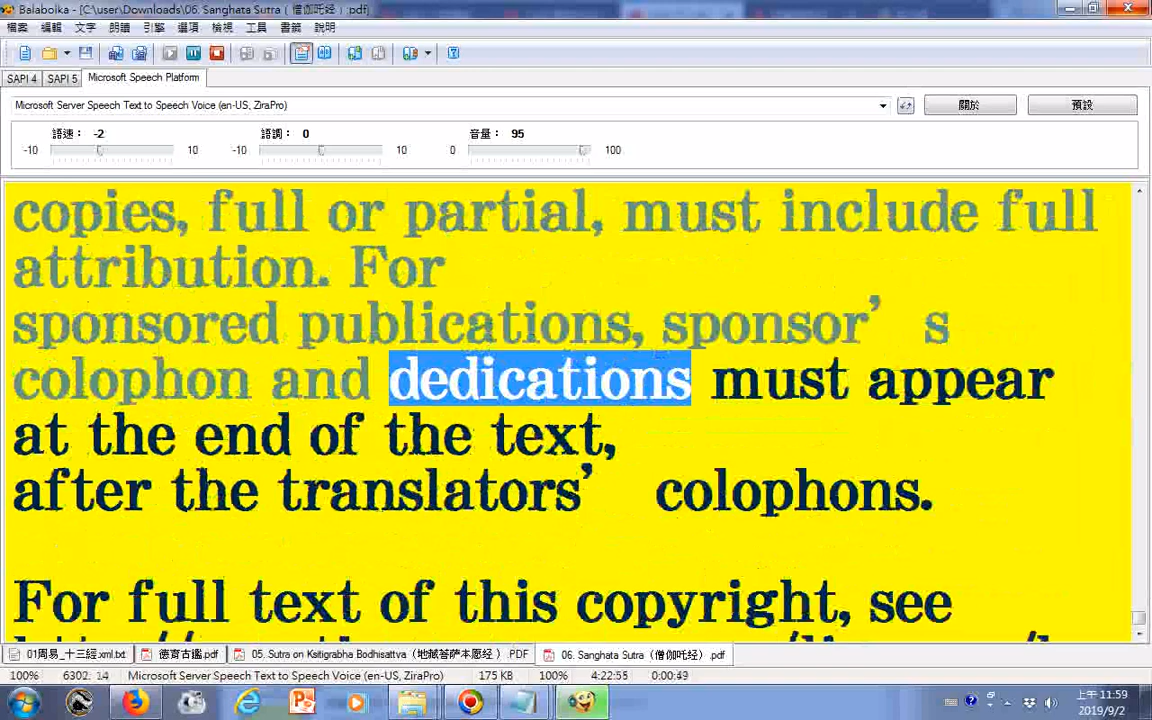 Balabolka - [C:\user\Downloads\06. Sanghata Sutra（僧伽吒经）.pdf]
檔案 編輯 文字 朗讀 引擎 選項 檢視 工具 書籤 說明
SAPI 4 SAPI 5 Microsoft Speech Platform
Microsoft Server Speech Text to Speech Voice (en-US, ZiraPro) 關於 預設
語速： -2 語調： 0 音量： 95
-10 10 -10 10 0 100
copies, full or partial, must include full
attribution. For
sponsored publications, sponsor’ s
colophon and dedications must appear
at the end of the text,
after the translators’ colophons.
For full text of this copyright, see
01周易_十三經.xml.txt 德育古鑑.pdf 05. Sutra on Ksitigrabha Bodhisattva（地藏菩萨本愿经）.PDF 06. Sanghata Sutra（僧伽吒经）.pdf
100% 6302: 14 Microsoft Server Speech Text to Speech Voice (en-US, ZiraPro) 175 KB 100% 4:22:55 0:00:49
上午 11:59
2019/9/2